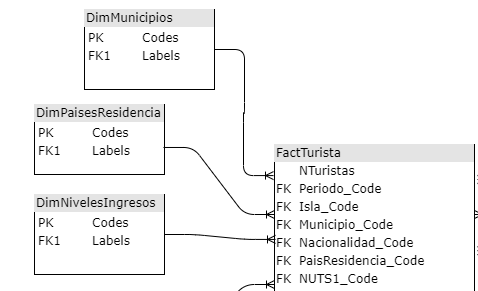 DimMunicipios
PK Codes
FK1 Labels
DimPaisesResidencia
PK Codes
FK1 Labels
DimNivelesIngresos
PK Codes
FK1 Labels
FactTurista
NTuristas
FK Periodo_Code
FK Isla_Code
FK Municipio_Code
FK Nacionalidad_Code
FK PaisResidencia_Code
FK NUTS1_Code